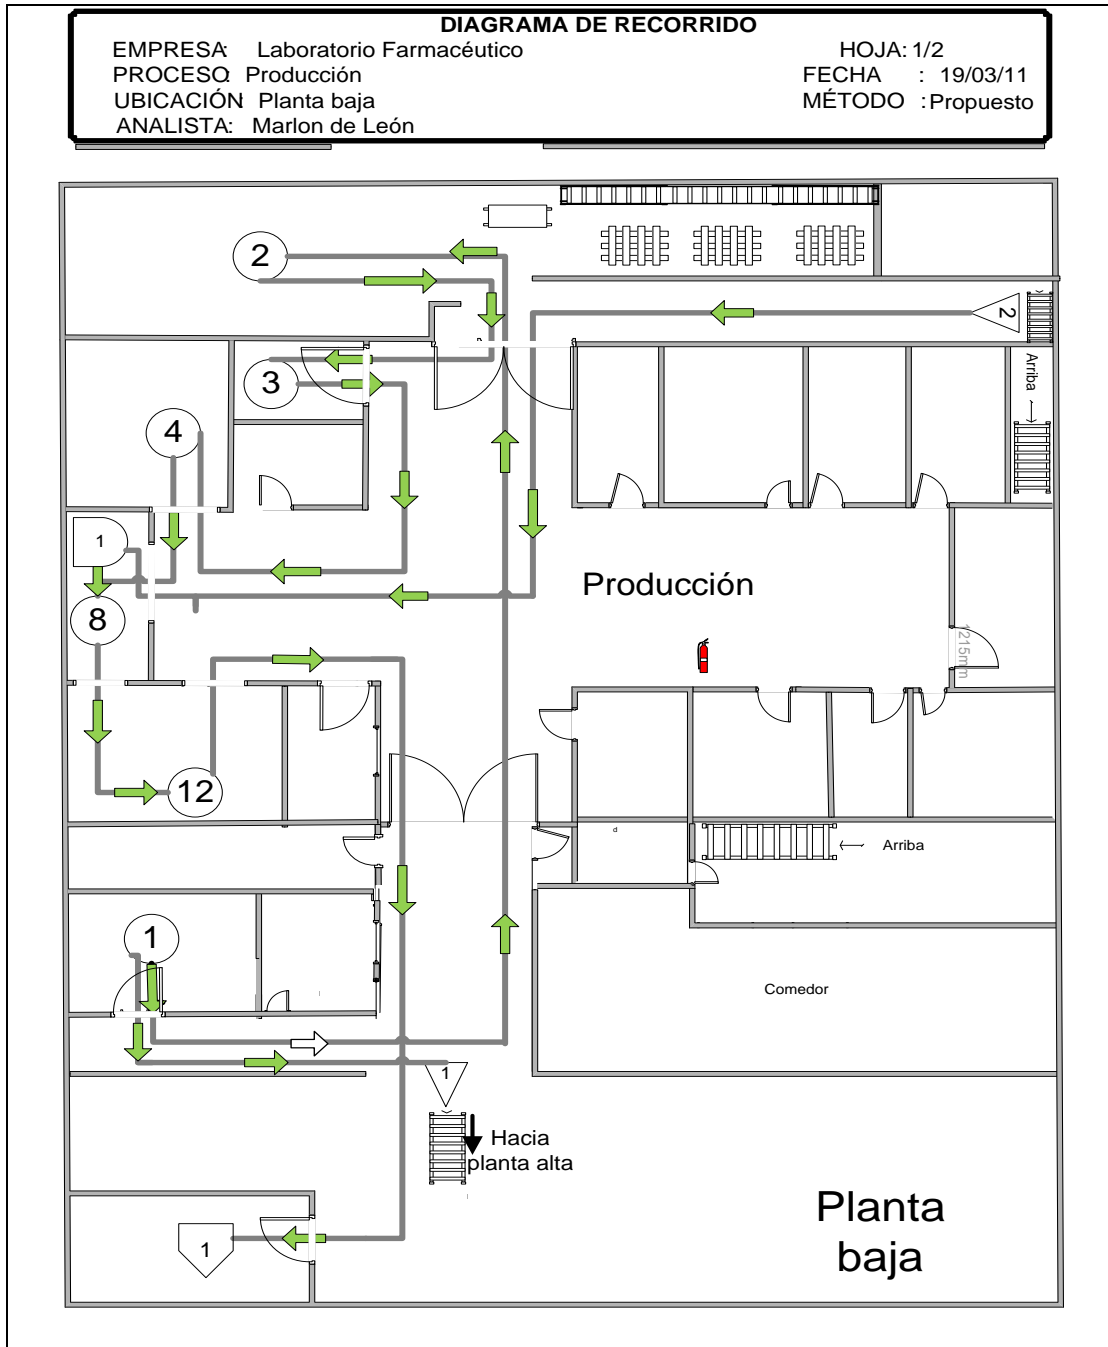 DIAGRAMA DE RECORRIDO
EMPRESA: Laboratorio Farmacéutico HOJA: 1/2
PROCESO: Producción FECHA : 19/03/11
UBICACIÓN: Planta baja MÉTODO : Propuesto
ANALISTA: Marlon de León
2
2
3
Arriba
4
1
Producción
8
1215mm
12
d
Arriba
1
Comedor
1
Hacia
planta alta
Planta
baja
1